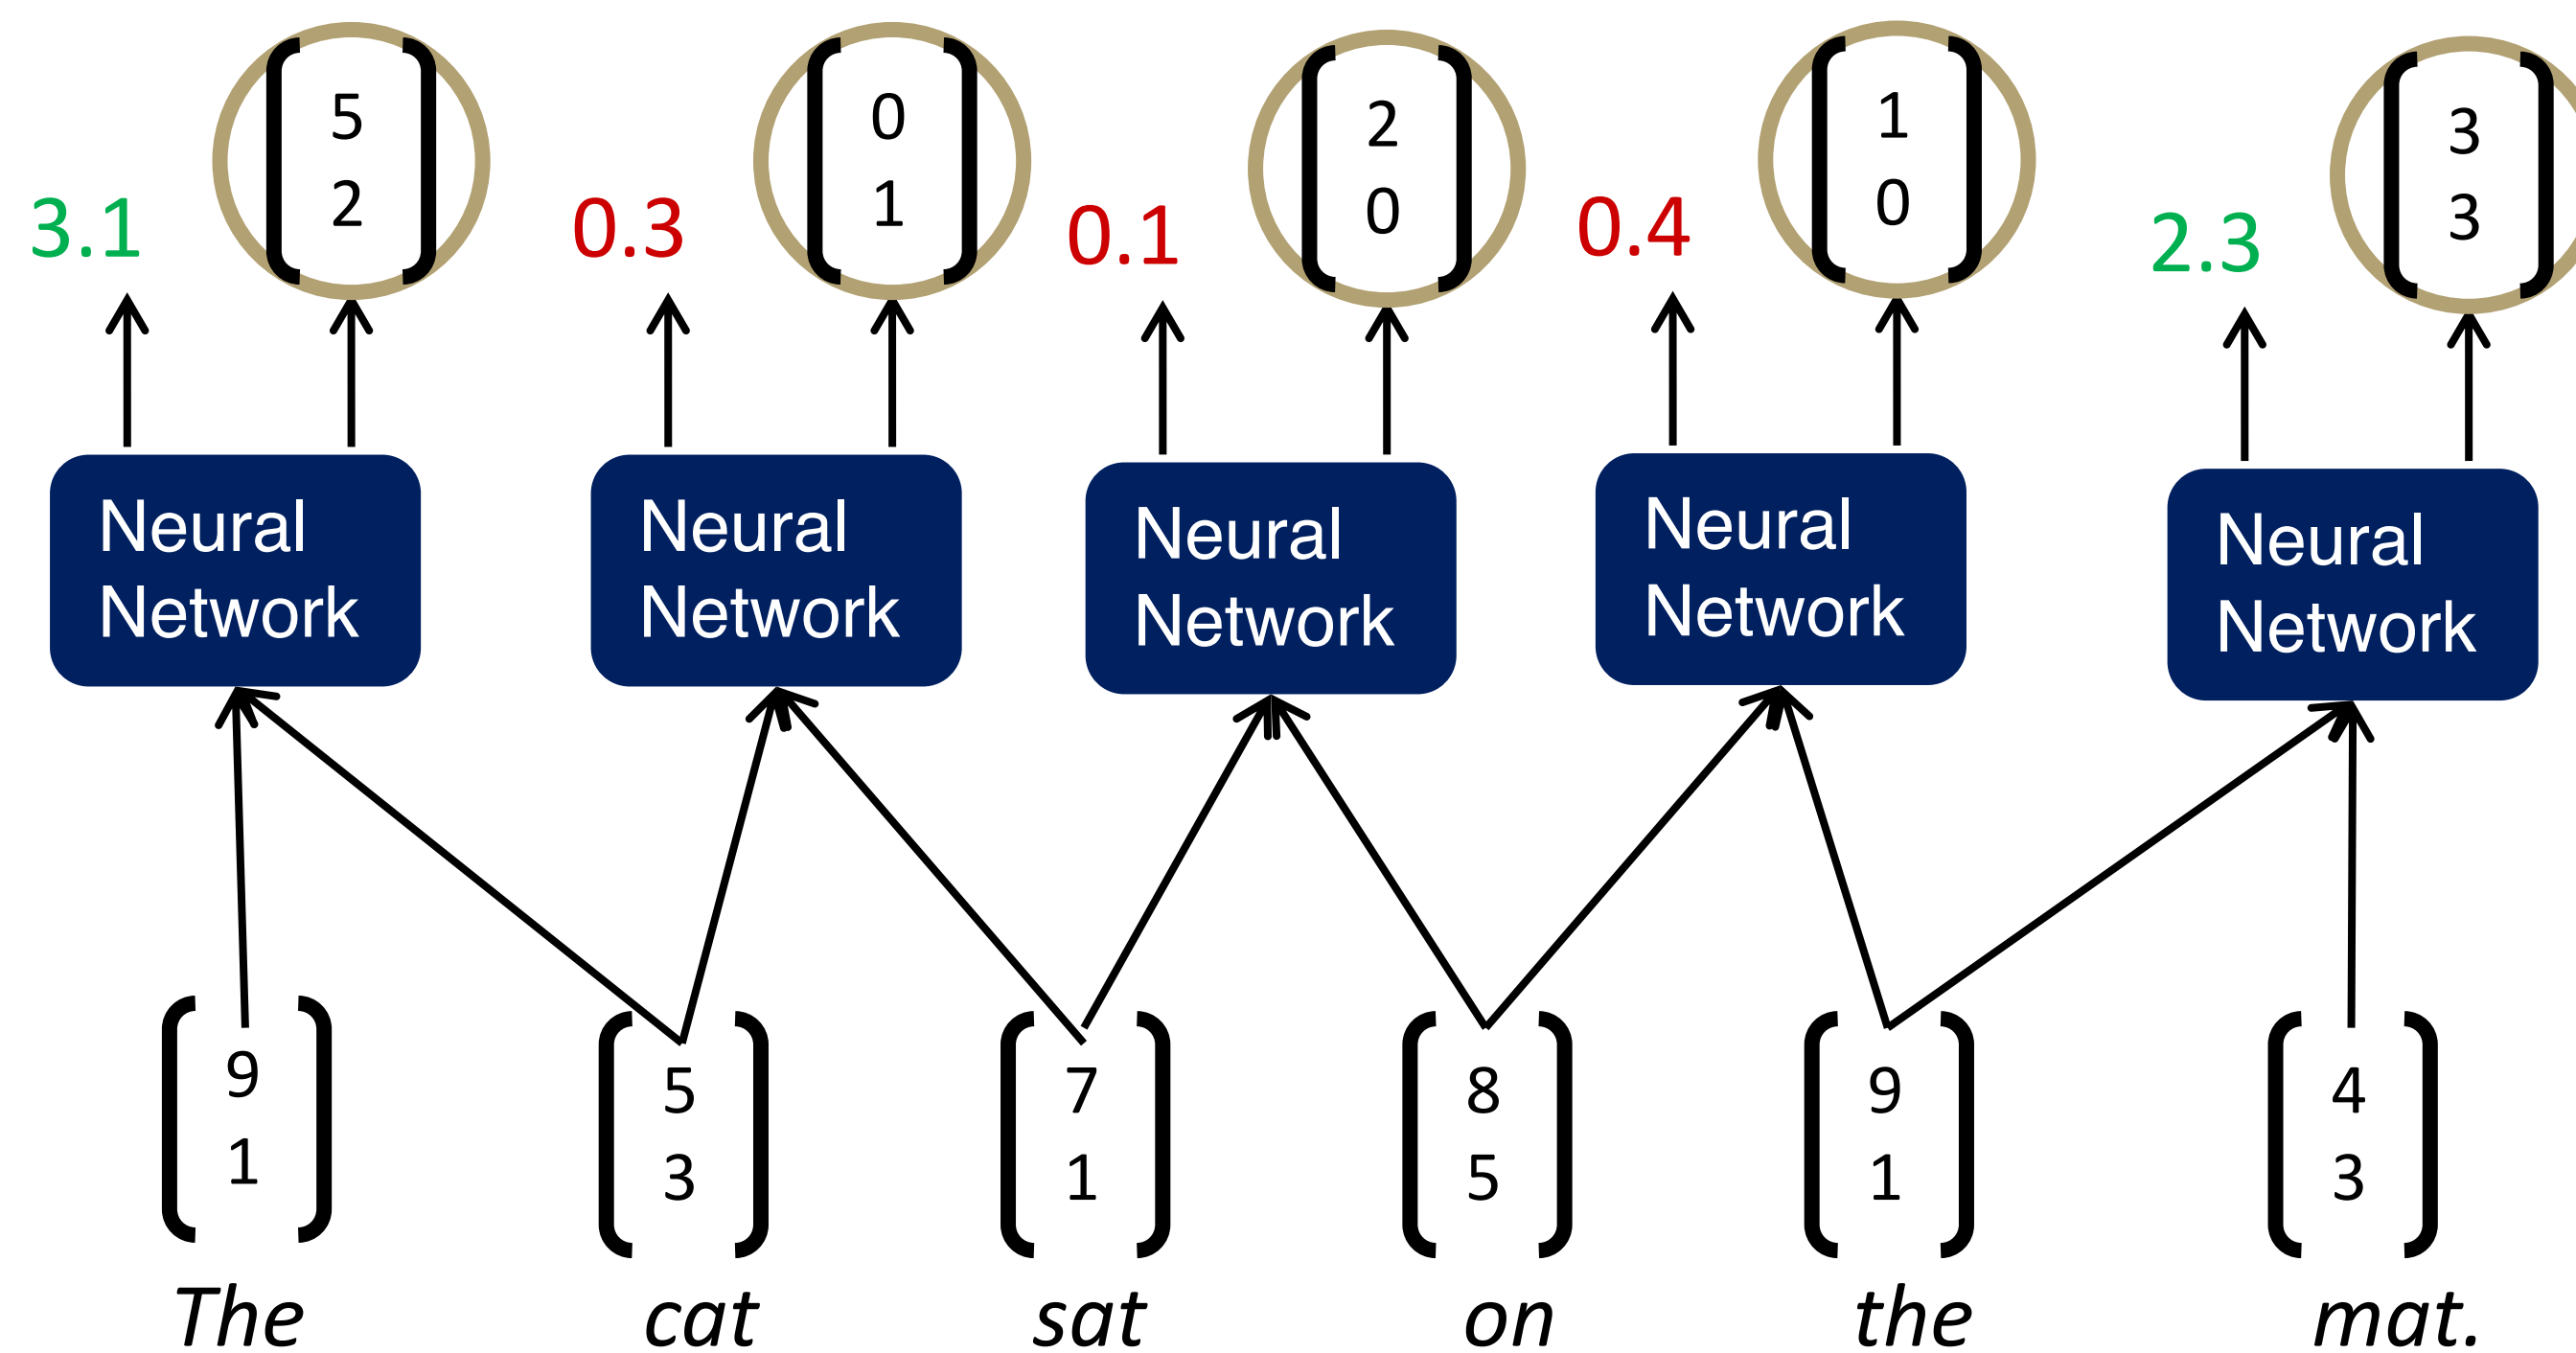 5 0 2 1 3
2 1 0 0 3
3.1 0.3 0.1 0.4 2.3
Neural Neural Neural Neural Neural
Network Network Network Network Network
9 5 7 8 9 4
1 3 1 5 1 3
The cat sat on the mat.